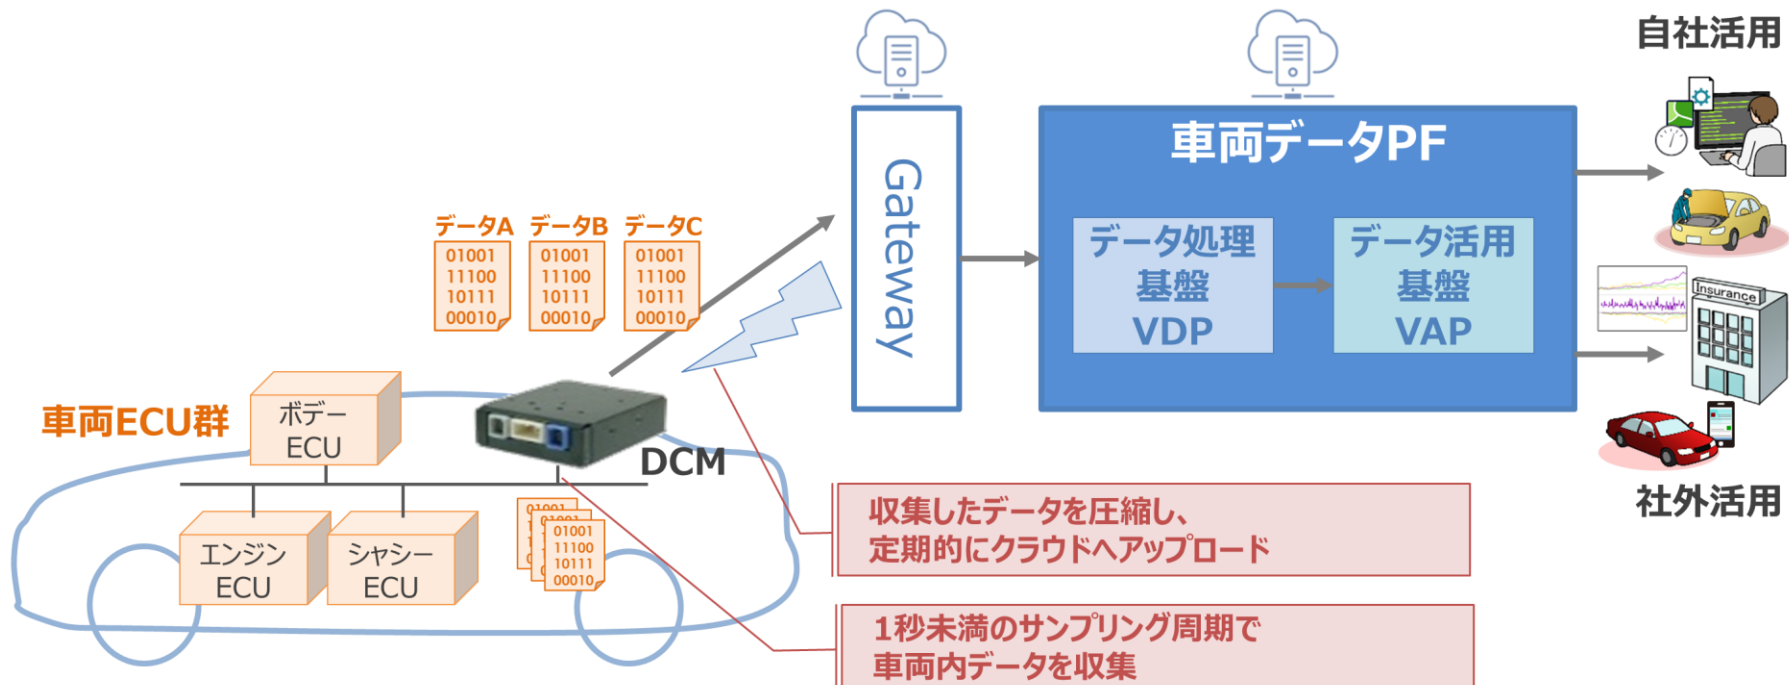 自社活用
車両データPF
Gateway
データ処理
基盤
VDP
データ活用
基盤
VAP
Insurance
社外活用
データA
データB
データC
01001
11100
10111
00010
01001
11100
10111
00010
01001
11100
10111
00010
車両ECU群
ボデー
ECU
DCM
エンジン
ECU
シャシー
ECU
01001
01001
01001
11100
10111
00010
収集したデータを圧縮し、
定期的にクラウドへアップロード
1秒未満のサンプリング周期で
車両内データを収集